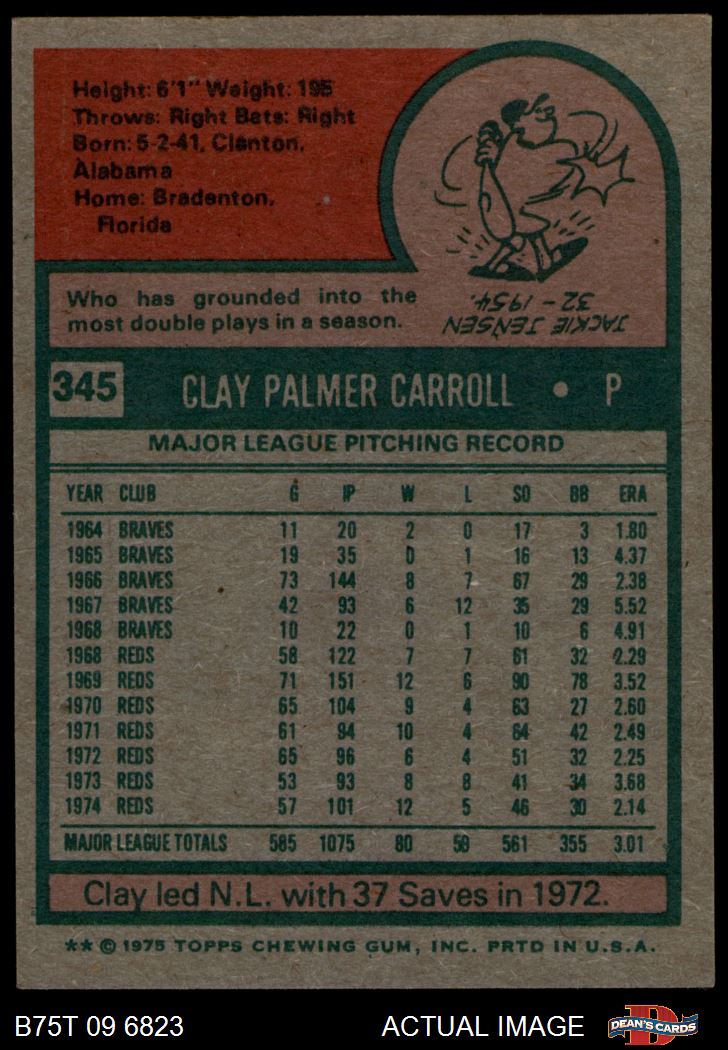 Height: 6'1" Weight: 195
Throws: Right Bats: Right
Born: 5-2-41, Clanton,
Alabama
Home: Bradenton,
Florida
Who has grounded into the
most double plays in a season.
JACKIE JENSEN
32 - 1954.
345 CLAY PALMER CARROLL • P
MAJOR LEAGUE PITCHING RECORD
YEAR CLUB G IP W L SO BB ERA
1964 BRAVES 11 20 2 0 17 3 1.80
1965 BRAVES 19 35 0 1 16 13 4.37
1966 BRAVES 73 144 8 7 67 29 2.38
1967 BRAVES 42 93 6 12 35 29 5.52
1968 BRAVES 10 22 0 1 10 6 4.91
1968 REDS 58 122 7 7 61 32 2.29
1969 REDS 71 151 12 6 90 78 3.52
1970 REDS 65 104 9 4 63 27 2.60
1971 REDS 61 94 10 4 64 42 2.49
1972 REDS 65 96 6 4 51 32 2.25
1973 REDS 53 93 8 8 41 34 3.68
1974 REDS 57 101 12 5 46 30 2.14
MAJOR LEAGUE TOTALS 585 1075 80 59 561 355 3.01
Clay led N.L. with 37 Saves in 1972.
** © 1975 TOPPS CHEWING GUM, INC. PRTD IN U.S.A.
B75T 09 6823 ACTUAL IMAGE D DEAN'S CARDS